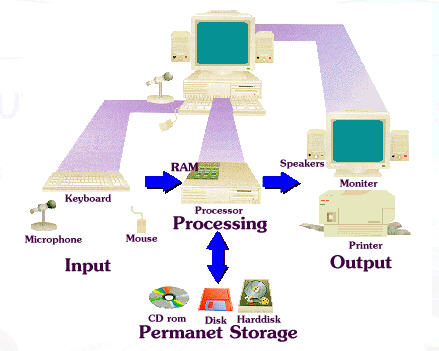 RAM
Speakers
Keyboard
Processor
Moniter
Processing
Microphone
Mouse
Printer
Input
Output
CD rom
Disk
Harddisk
Permanet Storage